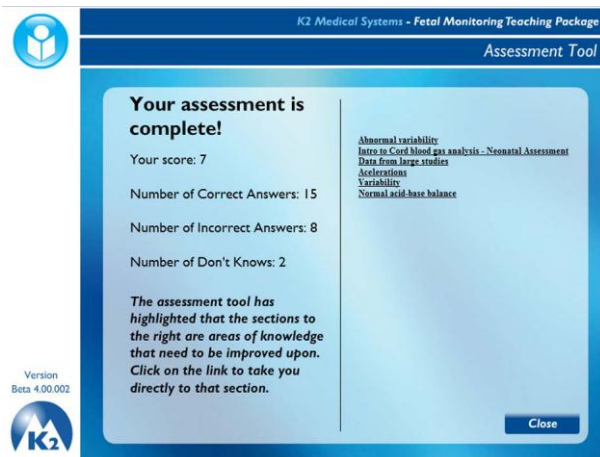 K2 Medical Systems - Fetal Monitoring Teaching Package
Assessment Tool
Your assessment is
complete!
Your score: 7
Number of Correct Answers: 15
Number of Incorrect Answers: 8
Number of Don't Knows: 2
The assessment tool has
highlighted that the sections to
the right are areas of knowledge
that need to be improved upon.
Click on the link to take you
directly to that section.
Abnormal variability
Intro to Cord blood gas analysis - Neonatal Assessment
Data from large studies
Acelerations
Variability
Normal acid-base balance
Version
Beta 4.00.002
K2
Close